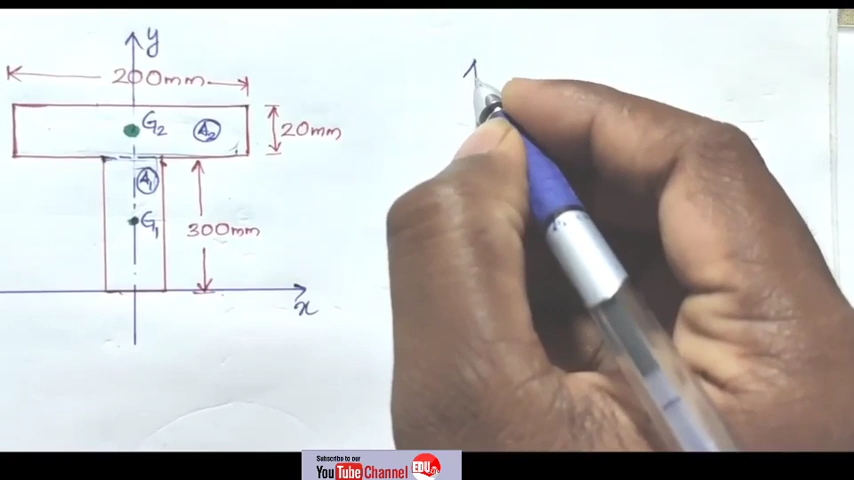 y
200mm
G2
A2
20mm
A1
G1
300mm
x
Subscribe to our
YouTube Channel
EDU